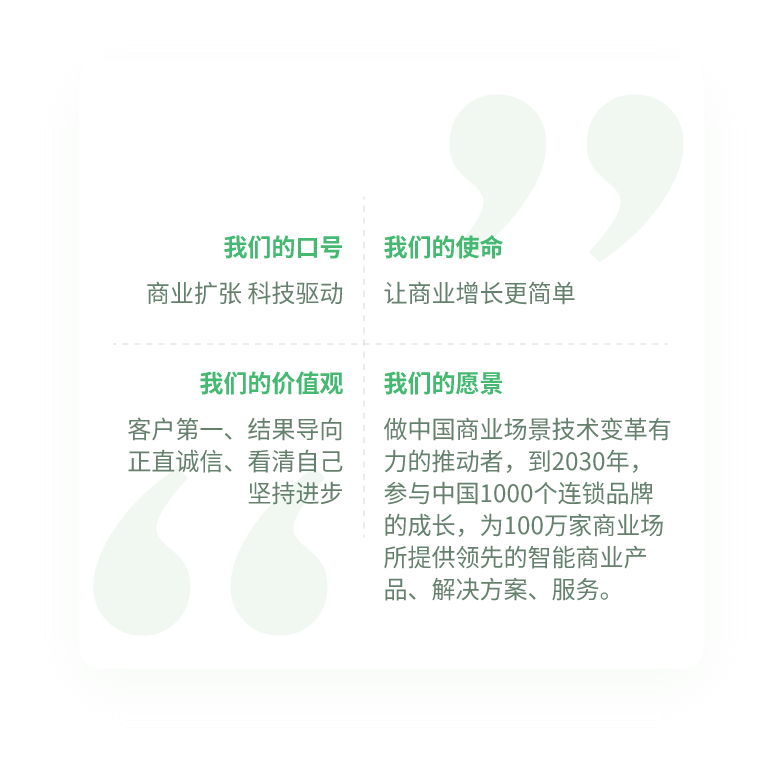 我们的口号
商业扩张 科技驱动
我们的使命
让商业增长更简单
我们的价值观
客户第一、结果导向
正直诚信、看清自己
坚持进步
我们的愿景
做中国商业场景技术变革有
力的推动者，到2030年，
参与中国1000个连锁品牌
的成长，为100万家商业场
所提供领先的智能商业产
品、解决方案、服务。